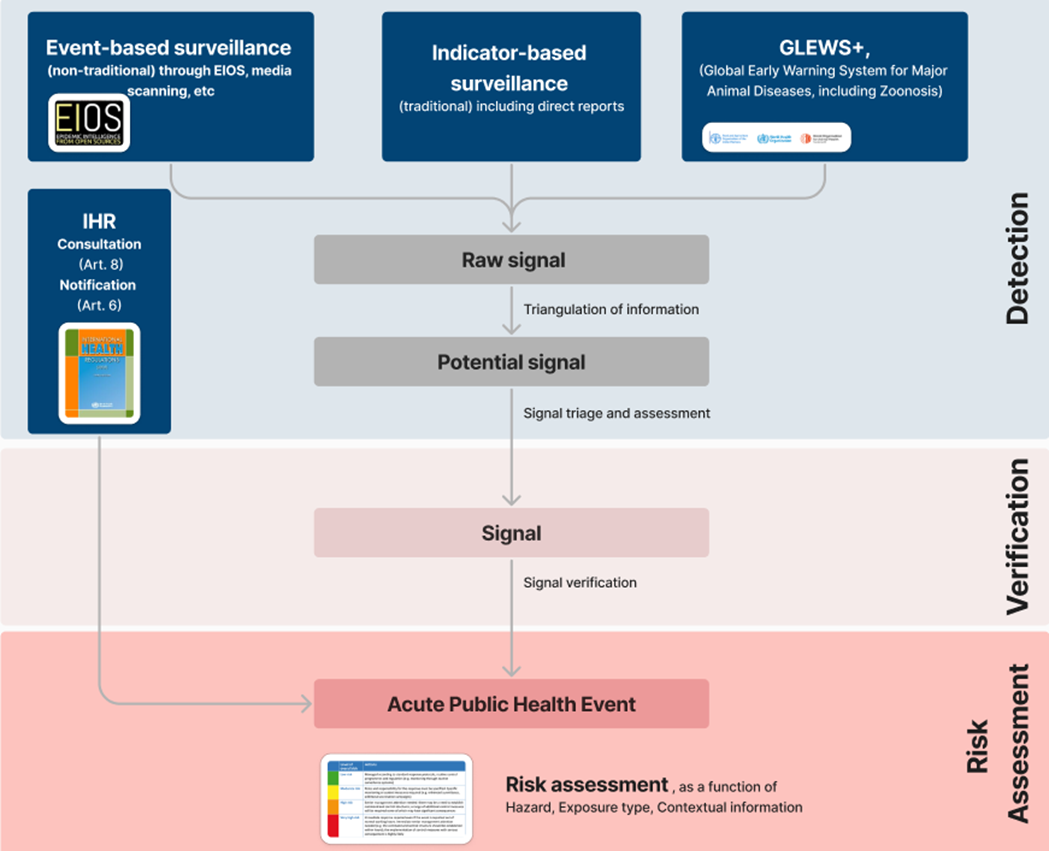 Event-based surveillance
(non-traditional) through EIOS, media
scanning, etc
EIOS
EPIDEMIC INTELLIGENCE
FROM OPEN SOURCES
Indicator-based
surveillance
(traditional) including direct reports
GLEWS+,
(Global Early Warning System for Major
Animal Diseases, including Zoonosis)
World Health
Organization
IHR
Consultation
(Art. 8)
Notification
(Art. 6)
INTERNATIONAL
HEALTH
REGULATIONS
Raw signal
Triangulation of information
Potential signal
Signal triage and assessment
Detection
Signal
Signal verification
Verification
Acute Public Health Event
Risk assessment , as a function of
Hazard, Exposure type, Contextual information
Risk
Assessment